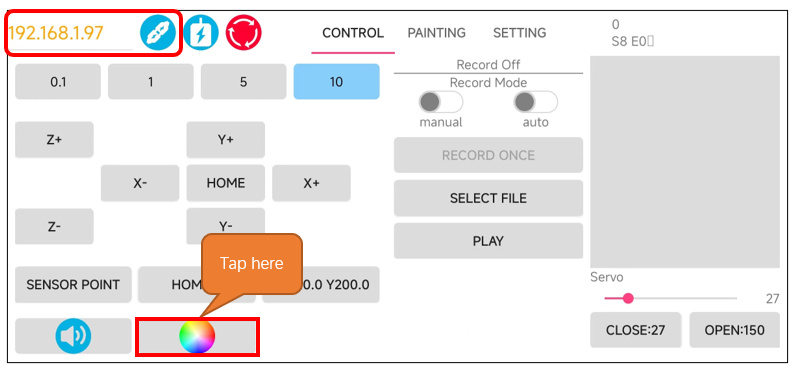 192.168.1.97
CONTROL PAINTING SETTING
0
S8 E0
0.1 1 5 10
Record Off
Record Mode
manual auto
Z+ Y+
RECORD ONCE
X- HOME X+
SELECT FILE
Z- Y-
PLAY
Tap here
SENSOR POINT HOM 0.0 Y200.0
Servo
27
CLOSE:27 OPEN:150